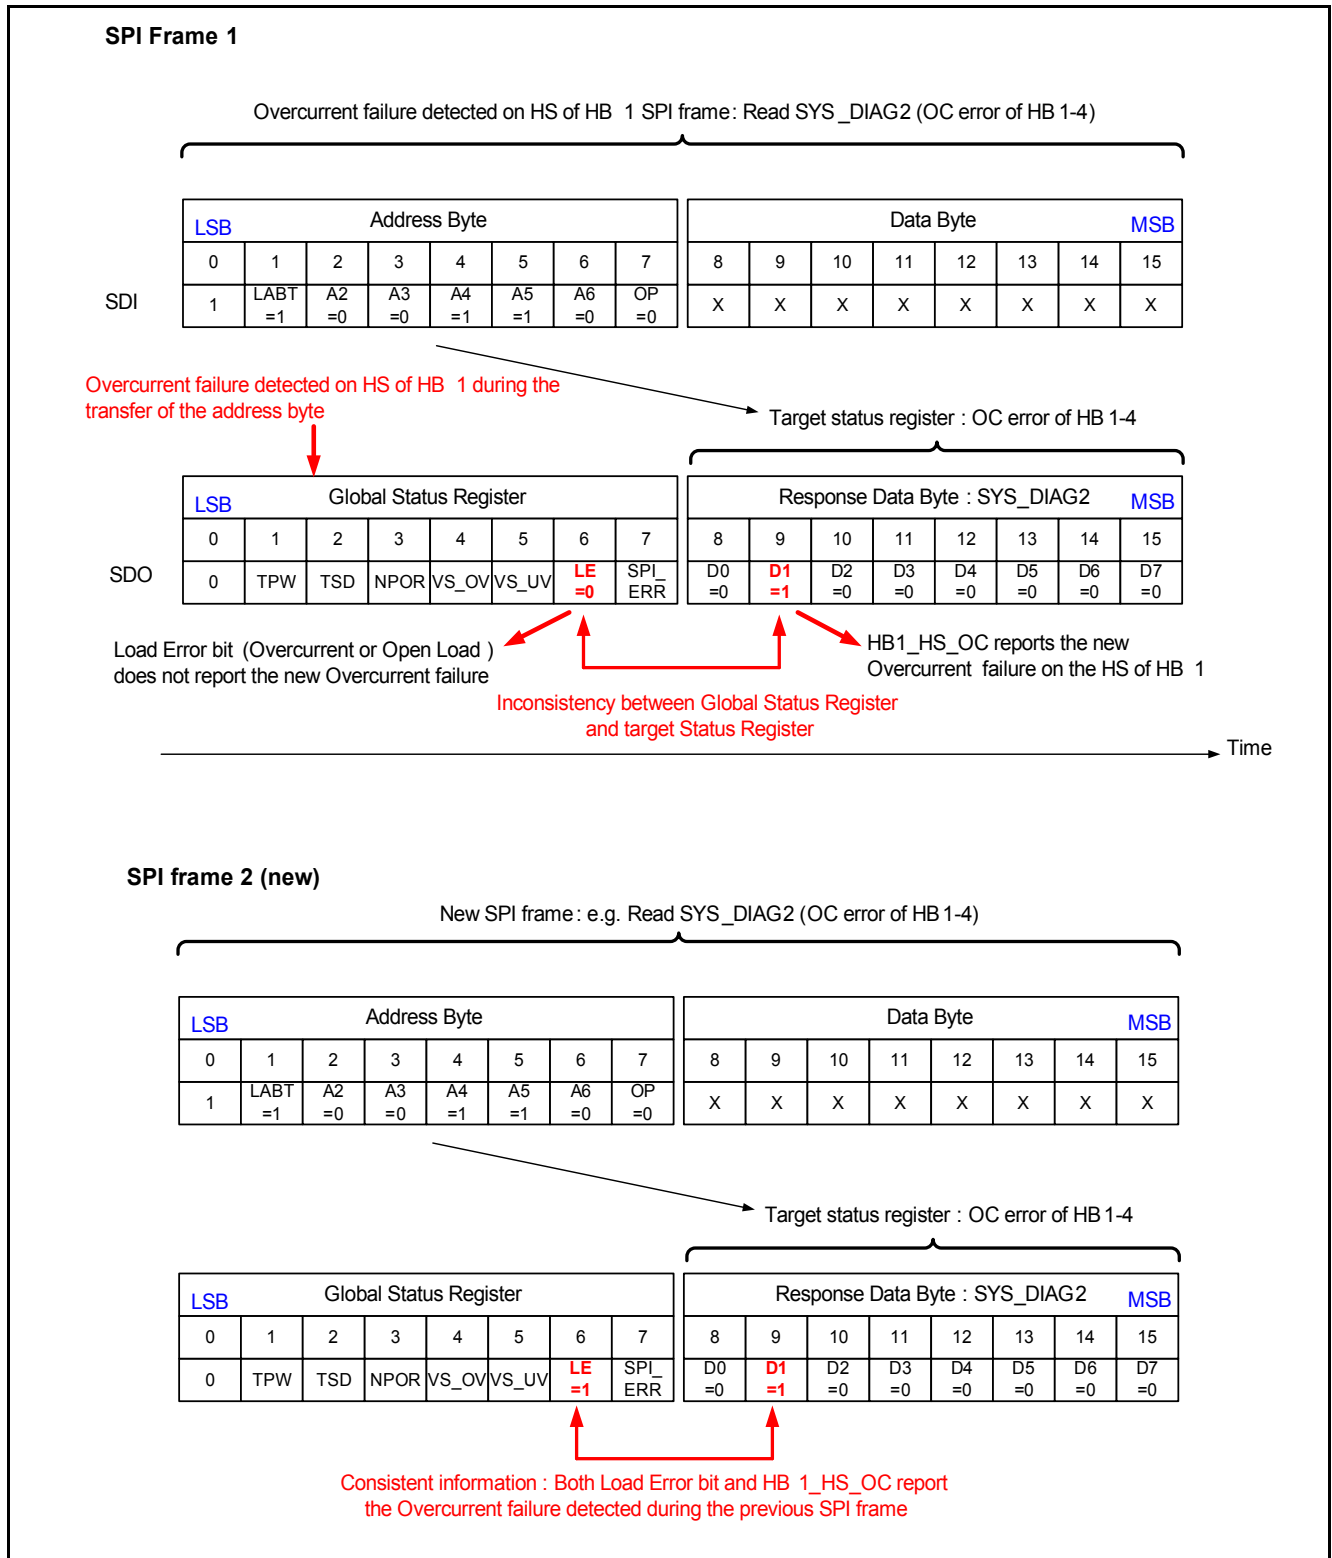 SPI Frame 1
Overcurrent failure detected on HS of HB 1 SPI frame: Read SYS_DIAG2 (OC error of HB 1-4)
LSB Address Byte Data Byte MSB
0 1 2 3 4 5 6 7 8 9 10 11 12 13 14 15
SDI 1 LABT =1 A2 =0 A3 =0 A4 =1 A5 =1 A6 =0 OP =0 X X X X X X X X
Overcurrent failure detected on HS of HB 1 during the
transfer of the address byte
Target status register : OC error of HB 1-4
LSB Global Status Register Response Data Byte : SYS_DIAG2 MSB
0 1 2 3 4 5 6 7 8 9 10 11 12 13 14 15
SDO 0 TPW TSD NPOR VS_OV VS_UV LE =0 SPI_ ERR D0 =0 D1 =1 D2 =0 D3 =0 D4 =0 D5 =0 D6 =0 D7 =0
Load Error bit (Overcurrent or Open Load )
does not report the new Overcurrent failure
HB1_HS_OC reports the new
Overcurrent failure on the HS of HB 1
Inconsistency between Global Status Register
and target Status Register
Time
SPI frame 2 (new)
New SPI frame : e.g. Read SYS_DIAG2 (OC error of HB 1-4)
LSB Address Byte Data Byte MSB
0 1 2 3 4 5 6 7 8 9 10 11 12 13 14 15
1 LABT =1 A2 =0 A3 =0 A4 =1 A5 =1 A6 =0 OP =0 X X X X X X X X
Target status register : OC error of HB 1-4
LSB Global Status Register Response Data Byte : SYS_DIAG2 MSB
0 1 2 3 4 5 6 7 8 9 10 11 12 13 14 15
0 TPW TSD NPOR VS_OV VS_UV LE =1 SPI_ ERR D0 =0 D1 =1 D2 =0 D3 =0 D4 =0 D5 =0 D6 =0 D7 =0
Consistent information : Both Load Error bit and HB 1_HS_OC report
the Overcurrent failure detected during the previous SPI frame